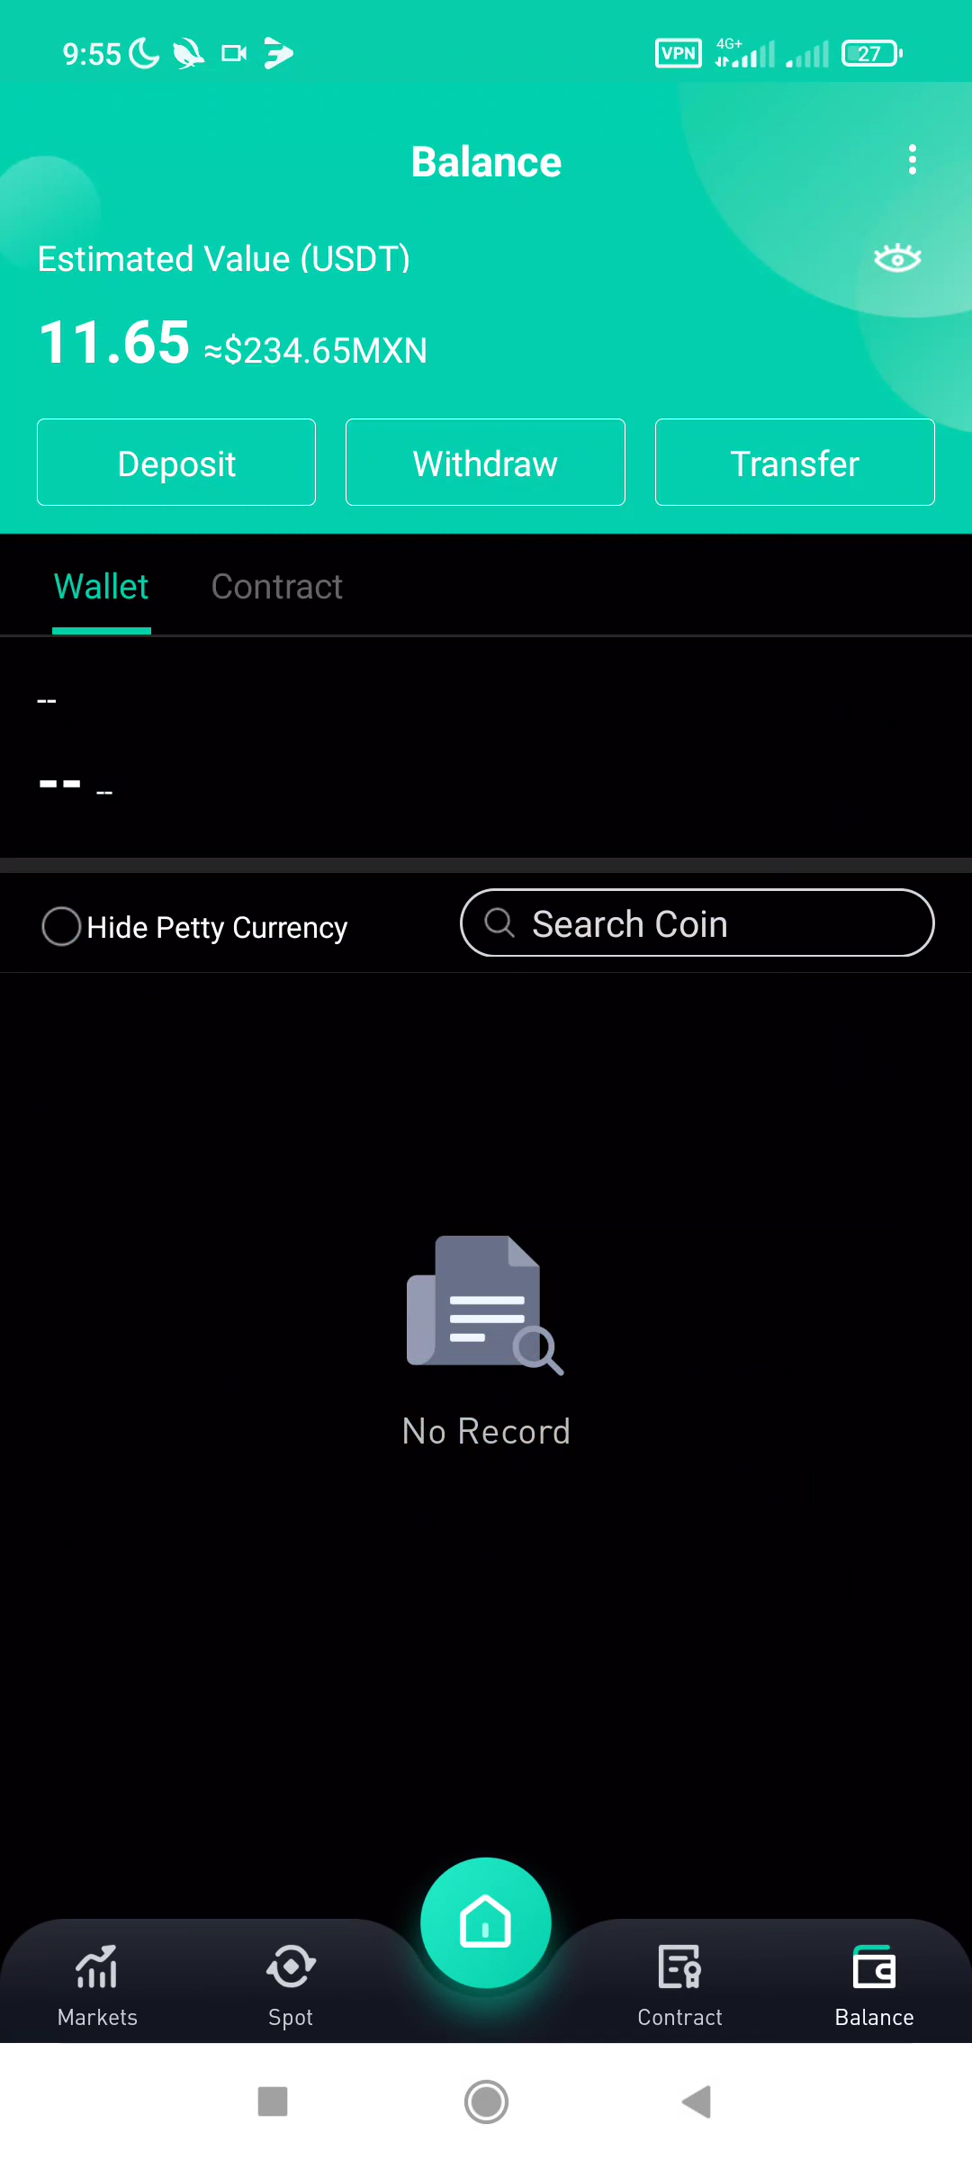 9:55 VPN 4G+ 27
Balance
Estimated Value (USDT)
11.65 ≈$234.65MXN
Deposit Withdraw Transfer
Wallet Contract
--
-- --
Hide Petty Currency Search Coin
No Record
Markets Spot Contract Balance